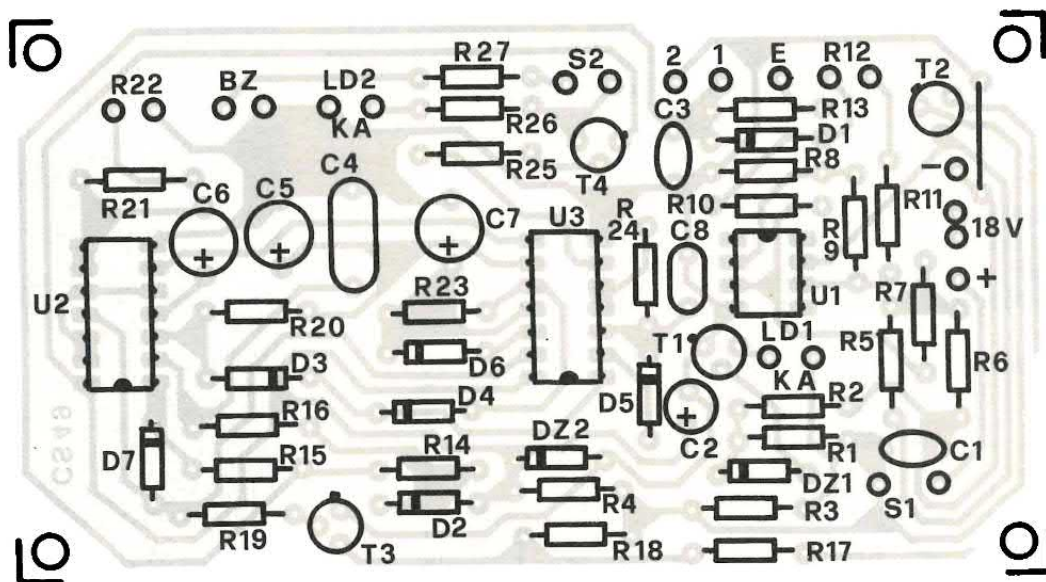 R27
S2
2
1
E
R12
T2
R22
BZ
LD2
K A
R26
C3
R13
D1
R8
R25
T4
C4
R21
C6
C5
C7
R10
R11
−
U3
R
24
C8
R
9
18 V
+
+
+
+
U2
R23
U1
R7
R20
D6
T1
LD1
K A
R5
R6
D3
D4
D5
+
C2
R2
R16
R1
C1
D7
R15
R14
DZ2
DZ1
S1
R4
R3
D2
R19
T3
R18
R17
CS49